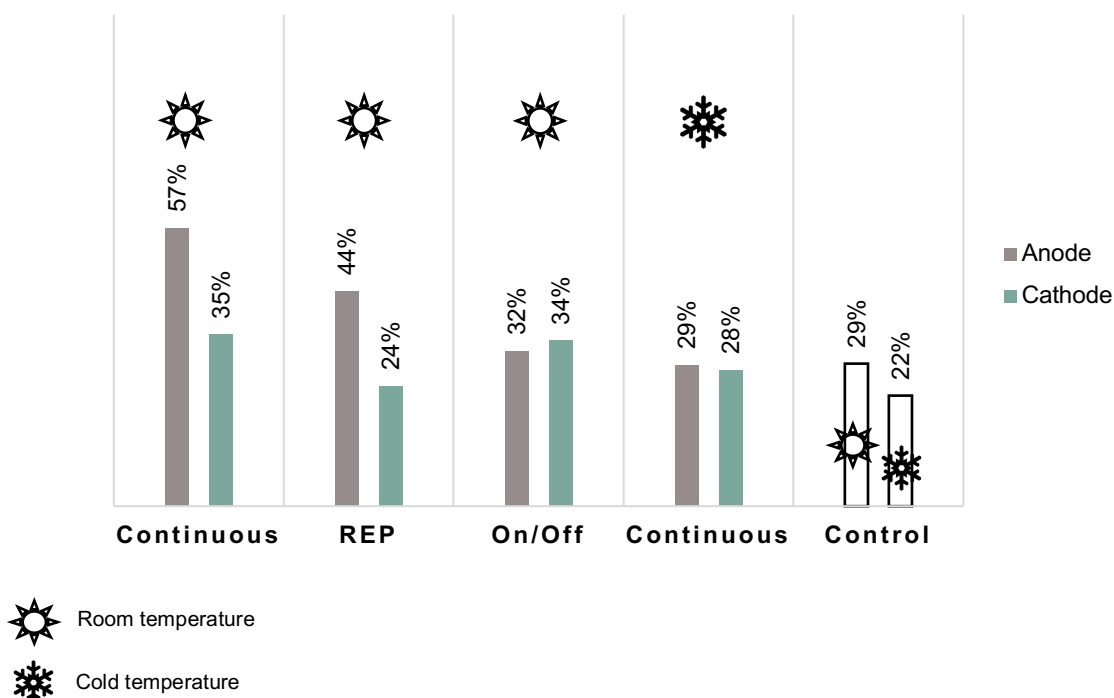 57%
35%
44%
24%
32%
34%
29%
28%
29%
22%
Anode
Cathode
Continuous
REP
On/Off
Continuous
Control
Room temperature
Cold temperature